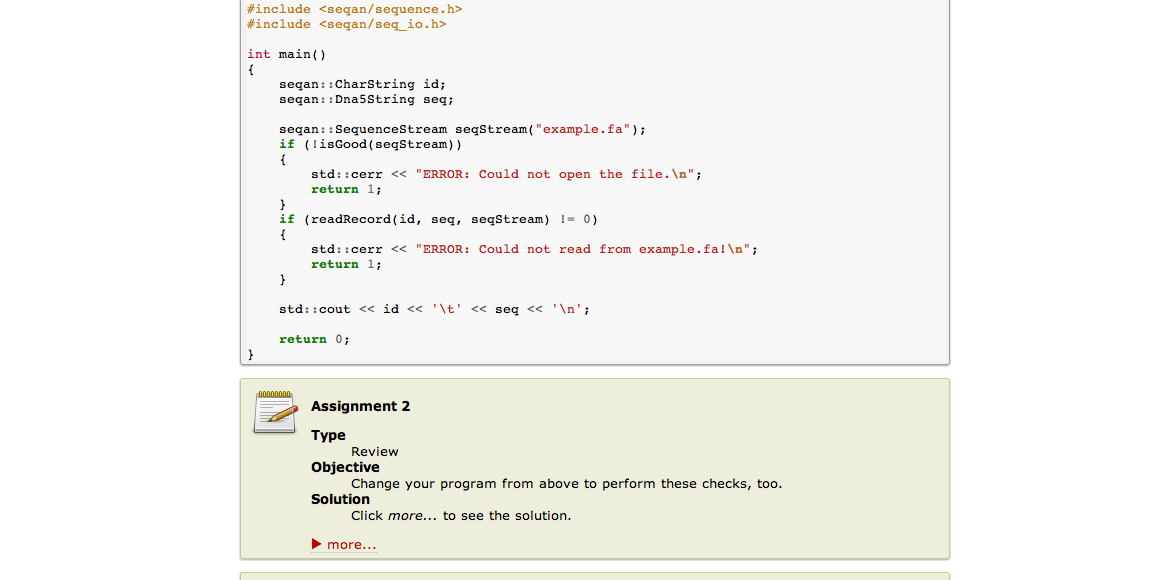 #include <seqan/sequence.h>
#include <seqan/seq_io.h>
int main()
{
    seqan::CharString id;
    seqan::Dna5String seq;
    seqan::SequenceStream seqStream("example.fa");
    if (!isGood(seqStream))
    {
        std::cerr << "ERROR: Could not open the file.\n";
        return 1;
    }
    if (readRecord(id, seq, seqStream) != 0)
    {
        std::cerr << "ERROR: Could not read from example.fa!\n";
        return 1;
    }
    std::cout << id << '\t' << seq << '\n';
    return 0;
}
Assignment 2
Type
Review
Objective
Change your program from above to perform these checks, too.
Solution
Click more... to see the solution.
▶ more...